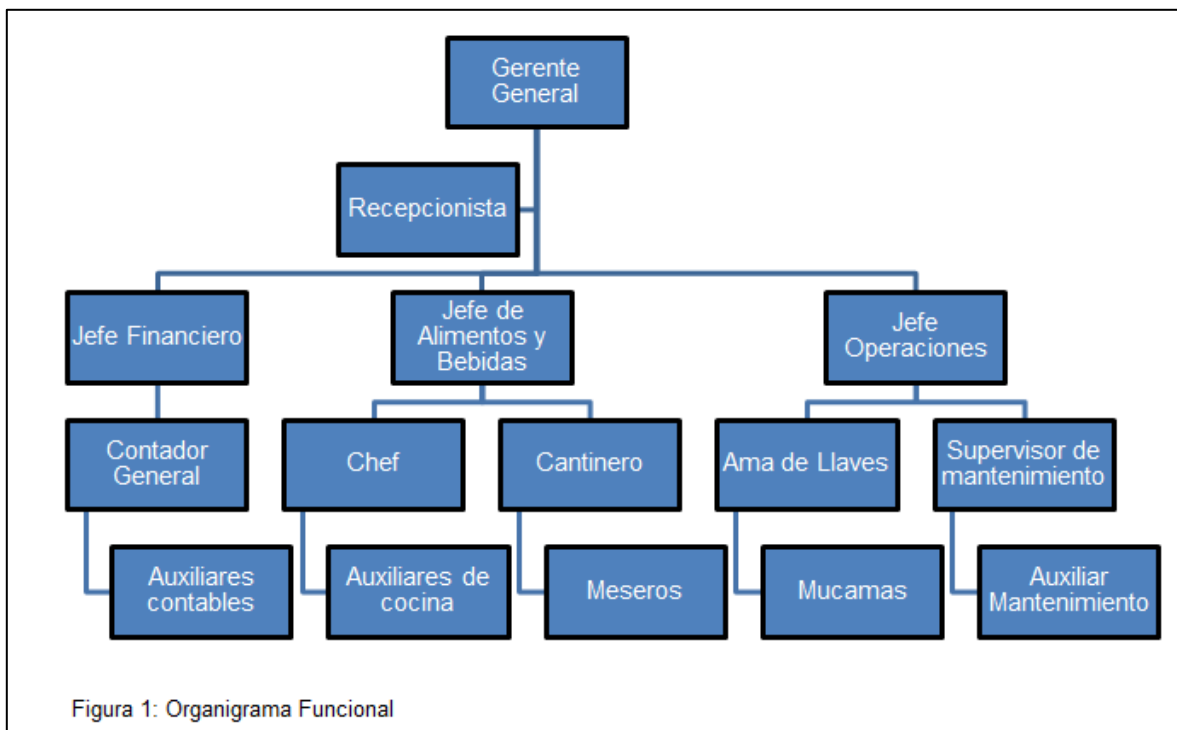 Gerente
General
Recepcionista
Jefe Financiero
Jefe de
Alimentos y
Bebidas
Jefe
Operaciones
Contador
General
Chef
Cantinero
Ama de Llaves
Supervisor de
mantenimiento
Auxiliares
contables
Auxiliares de
cocina
Meseros
Mucamas
Auxiliar
Mantenimiento
Figura 1: Organigrama Funcional